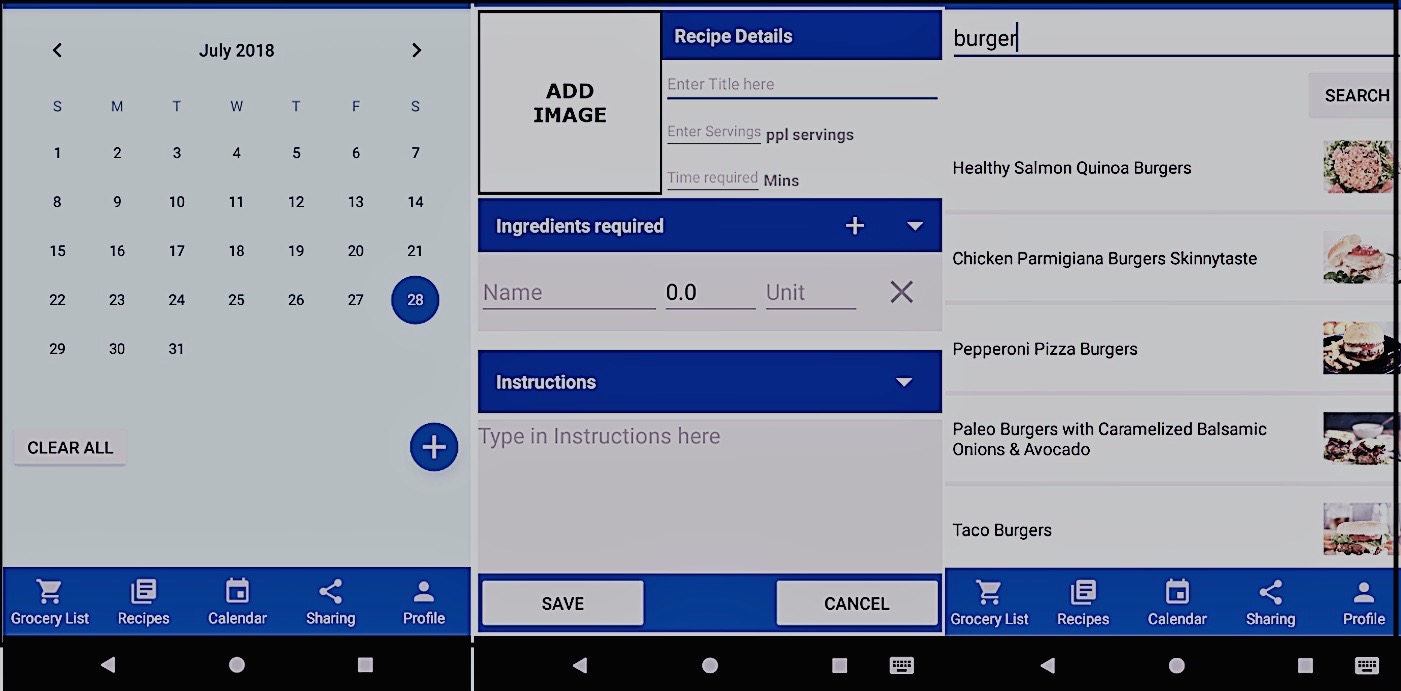 July 2018
S M T W T F S
1 2 3 4 5 6 7
8 9 10 11 12 13 14
15 16 17 18 19 20 21
22 23 24 25 26 27 28
29 30 31
CLEAR ALL
Grocery List Recipes Calendar Sharing Profile
ADD
IMAGE
Recipe Details
Enter Title here
Enter Servings ppl servings
Time required Mins
Ingredients required
Name 0.0 Unit
Instructions
Type in Instructions here
SAVE CANCEL
burger
SEARCH
Healthy Salmon Quinoa Burgers
Chicken Parmigiana Burgers Skinnytaste
Pepperoni Pizza Burgers
Paleo Burgers with Caramelized Balsamic
Onions & Avocado
Taco Burgers
Grocery List Recipes Calendar Sharing Profile